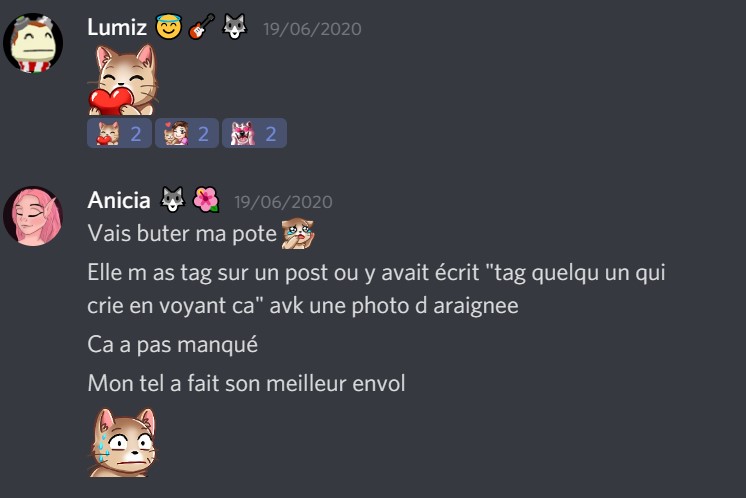 Lumiz 😇 🎸 🐺 19/06/2020
2 2 2
Anicia 🐺 🌺 19/06/2020
Vais buter ma pote
Elle m as tag sur un post ou y avait écrit "tag quelqu un qui
crie en voyant ca" avk une photo d araignee
Ca a pas manqué
Mon tel a fait son meilleur envol